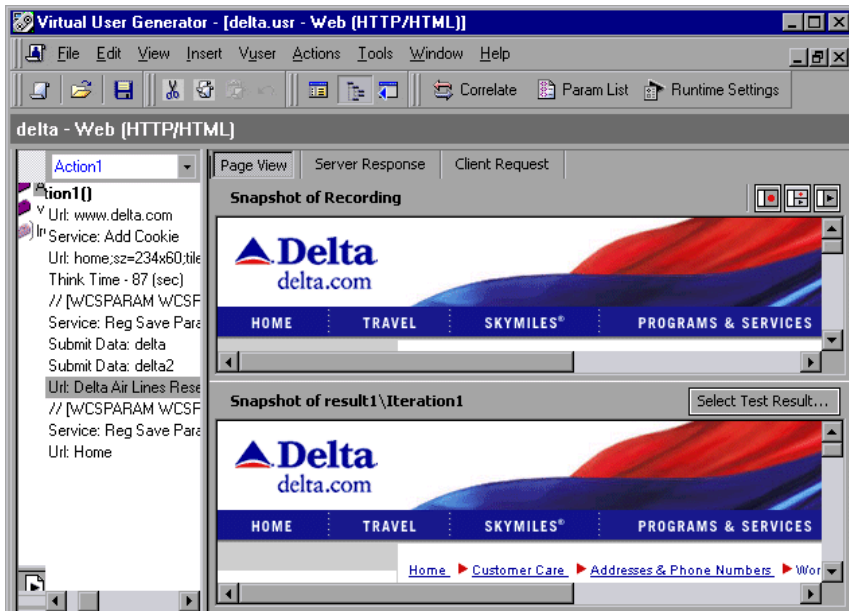 Virtual User Generator - [delta.usr - Web (HTTP/HTML)]
File Edit View Insert Vuser Actions Tools Window Help
Correlate Param List Runtime Settings
delta - Web (HTTP/HTML)
Action1
tion1()
Url: www.delta.com
Service: Add Cookie
Url: home;sz=234x60;tile
Think Time - 87 (sec)
// [WCSPARAM WCSF
Service: Reg Save Para
Submit Data: delta
Submit Data: delta2
Url: Delta Air Lines Rese
// [WCSPARAM WCSF
Service: Reg Save Para
Url: Home
Page View Server Response Client Request
Snapshot of Recording
Delta
delta.com
HOME TRAVEL SKYMILES® PROGRAMS & SERVICES
Snapshot of result1\Iteration1 Select Test Result...
Delta
delta.com
HOME TRAVEL SKYMILES® PROGRAMS & SERVICES
Home Customer Care Addresses & Phone Numbers Wor